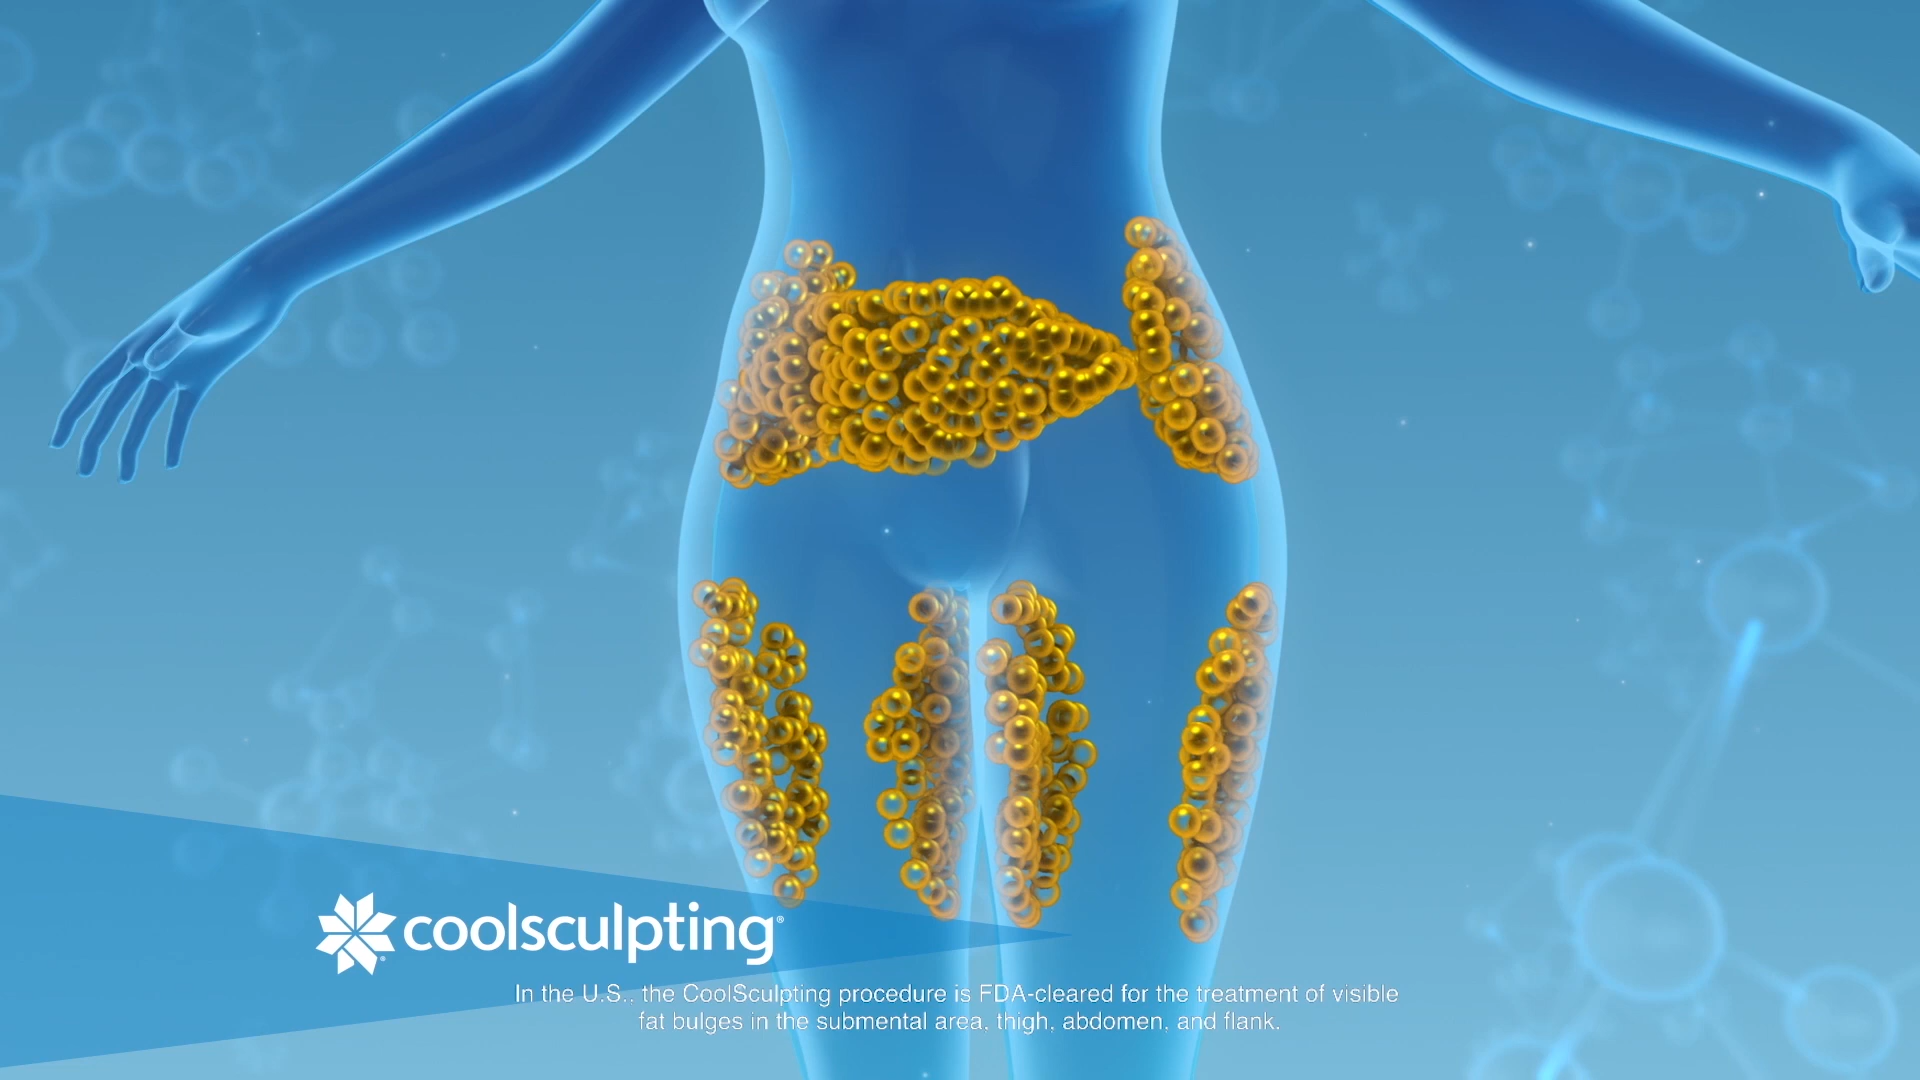 coolsculpting®
In the U.S., the CoolSculpting procedure is FDA-cleared for the treatment of visible
fat bulges in the submental area, thigh, abdomen, and flank.